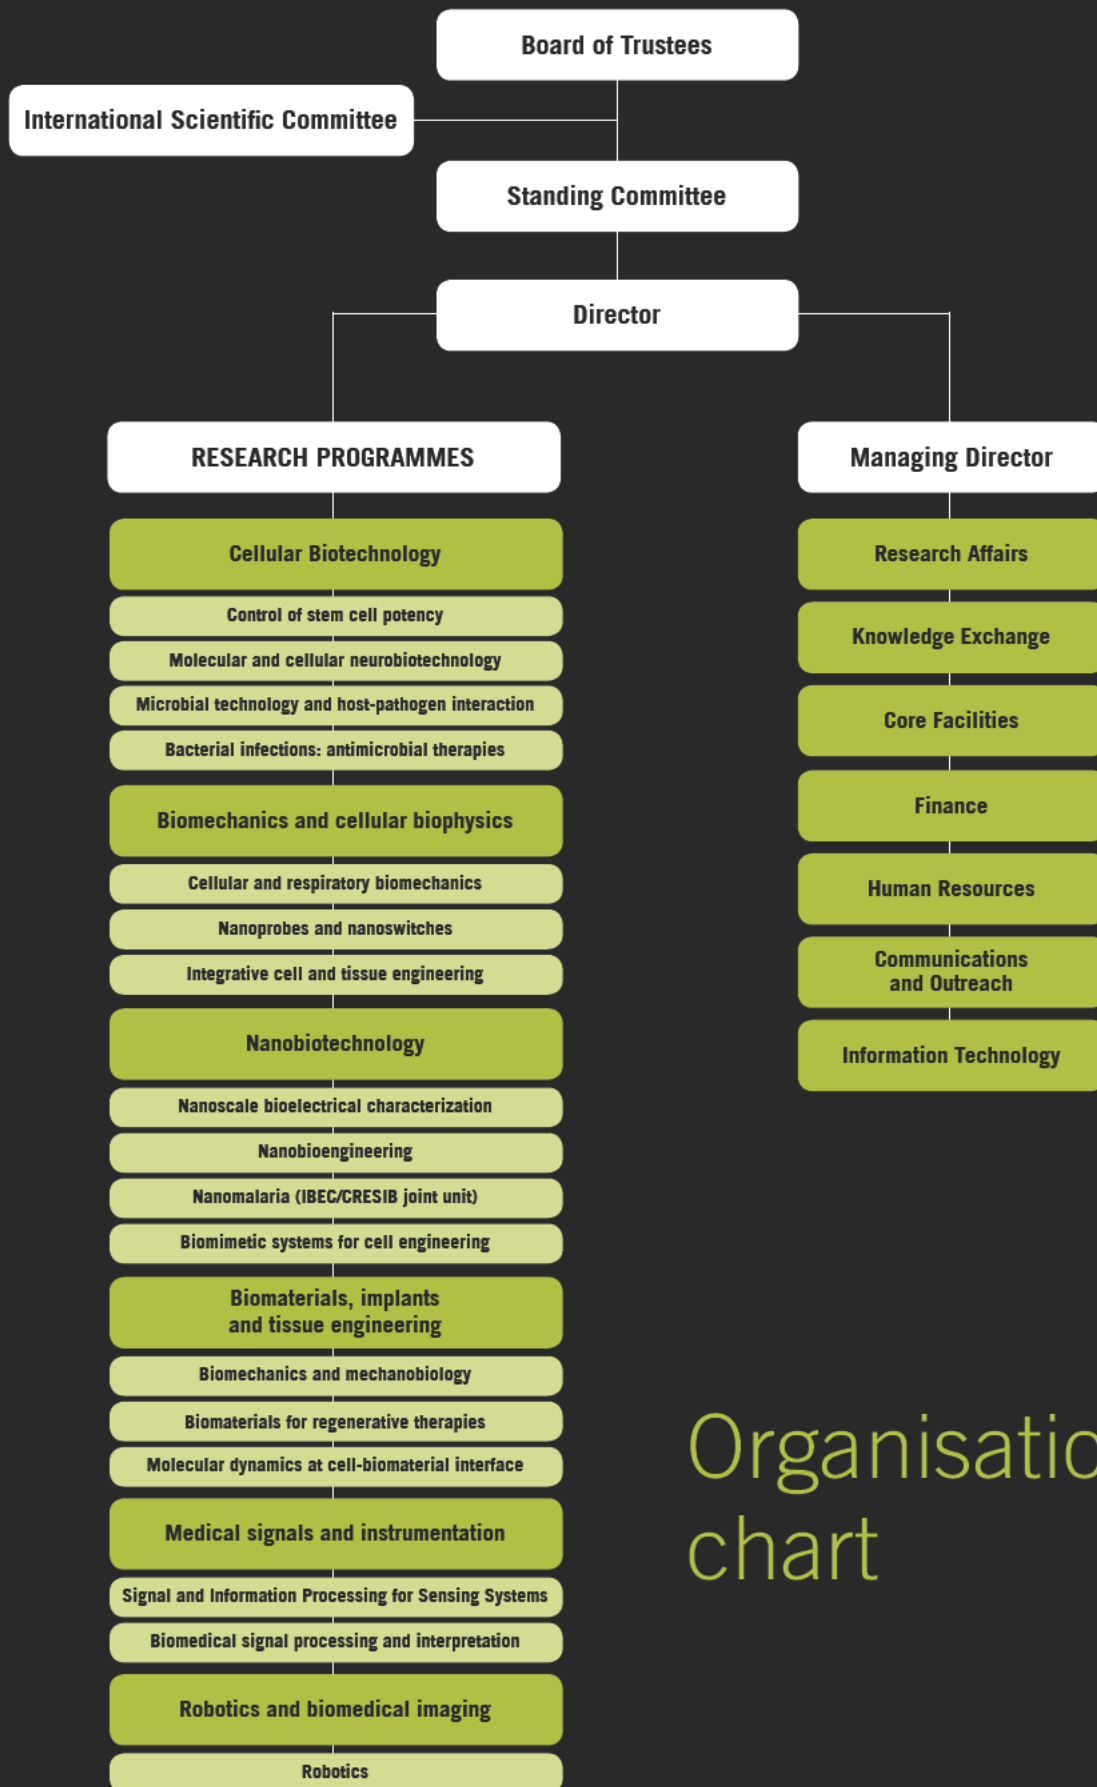 Board of Trustees
International Scientific Committee
Standing Committee
Director
RESEARCH PROGRAMMES
Cellular Biotechnology
Control of stem cell potency
Molecular and cellular neurobiotechnology
Microbial technology and host-pathogen interaction
Bacterial infections: antimicrobial therapies
Biomechanics and cellular biophysics
Cellular and respiratory biomechanics
Nanoprobes and nanoswitches
Integrative cell and tissue engineering
Nanobiotechnology
Nanoscale bioelectrical characterization
Nanobioengineering
Nanomalaria (IBEC/CRESIB joint unit)
Biomimetic systems for cell engineering
Biomaterials, implants
and tissue engineering
Biomechanics and mechanobiology
Biomaterials for regenerative therapies
Molecular dynamics at cell-biomaterial interface
Medical signals and instrumentation
Signal and Information Processing for Sensing Systems
Biomedical signal processing and interpretation
Robotics and biomedical imaging
Robotics
Managing Director
Research Affairs
Knowledge Exchange
Core Facilities
Finance
Human Resources
Communications
and Outreach
Information Technology
Organisatio
chart